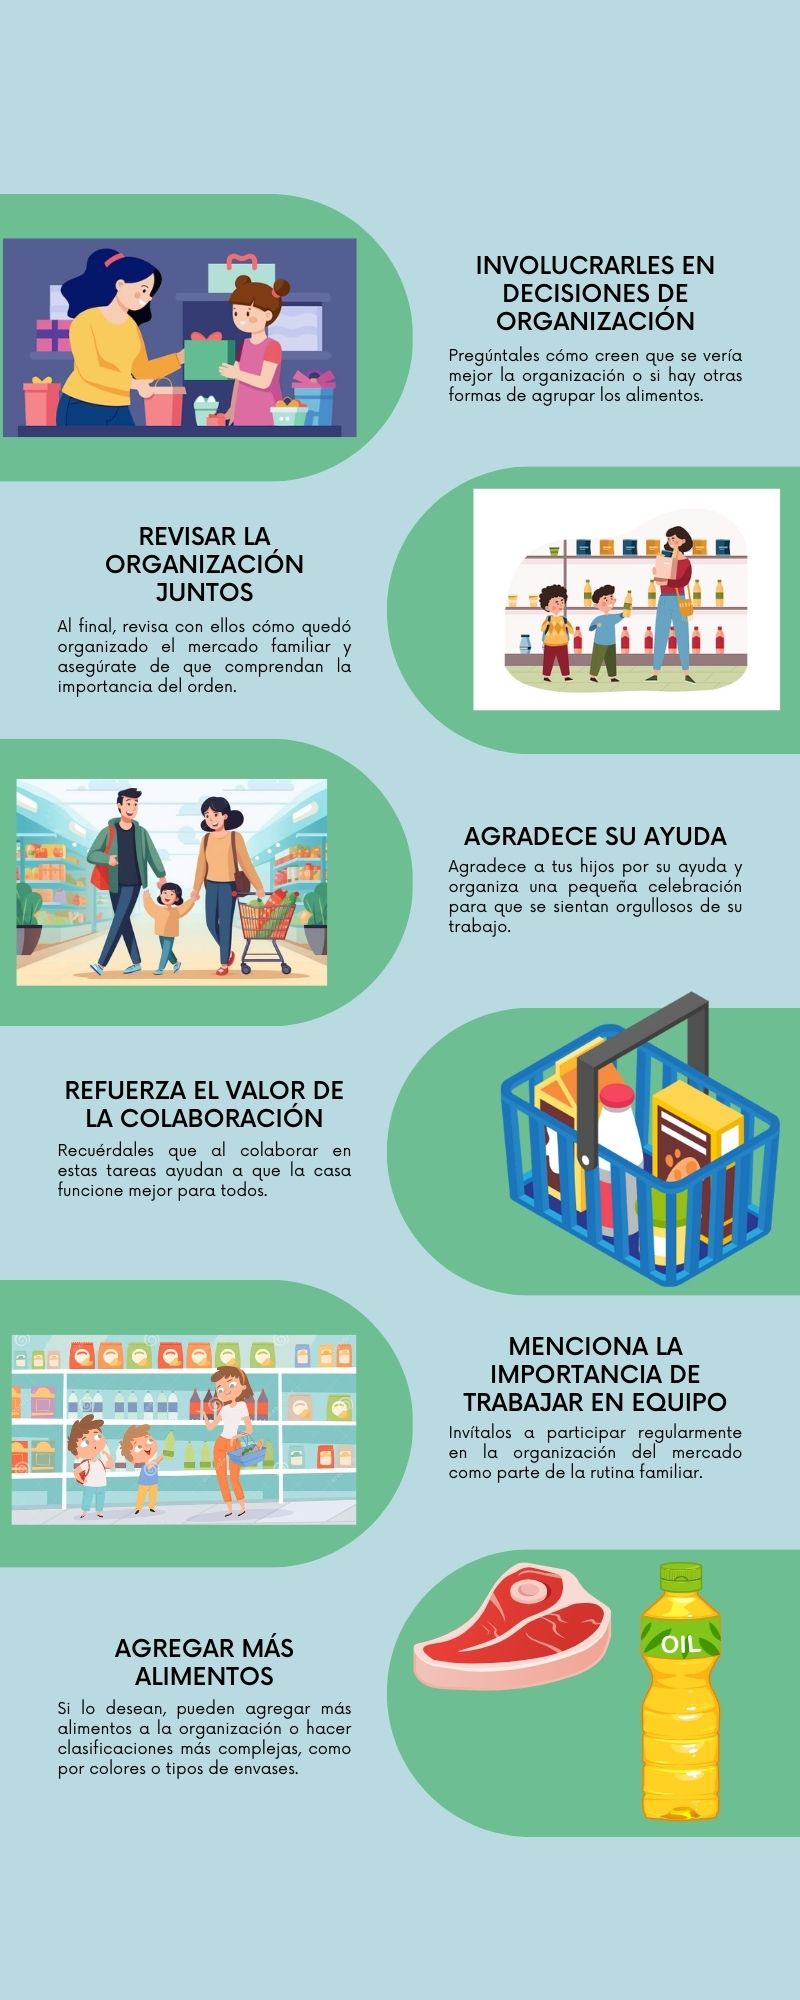 INVOLUCRARLES EN
DECISIONES DE
ORGANIZACIÓN
Pregúntales cómo creen que se vería
mejor la organización o si hay otras
formas de agrupar los alimentos.
REVISAR LA
ORGANIZACIÓN
JUNTOS
Al final, revisa con ellos cómo quedó
organizado el mercado familiar y
asegúrate de que comprendan la
importancia del orden.
AGRADECE SU AYUDA
Agradece a tus hijos por su ayuda y
organiza una pequeña celebración
para que se sientan orgullosos de su
trabajo.
REFUERZA EL VALOR DE
LA COLABORACIÓN
Recuérdales que al colaborar en
estas tareas ayudan a que la casa
funcione mejor para todos.
MENCIONA LA
IMPORTANCIA DE
TRABAJAR EN EQUIPO
Invítalos a participar regularmente
en la organización del mercado
como parte de la rutina familiar.
OIL
AGREGAR MÁS
ALIMENTOS
Si lo desean, pueden agregar más
alimentos a la organización o hacer
clasificaciones más complejas, como
por colores o tipos de envases.